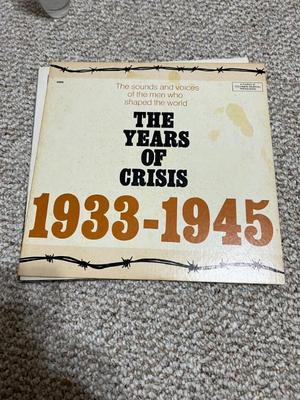 The sounds and voices
of the men who
shaped the world
THE
YEARS
OF
CRISIS
1933-1945